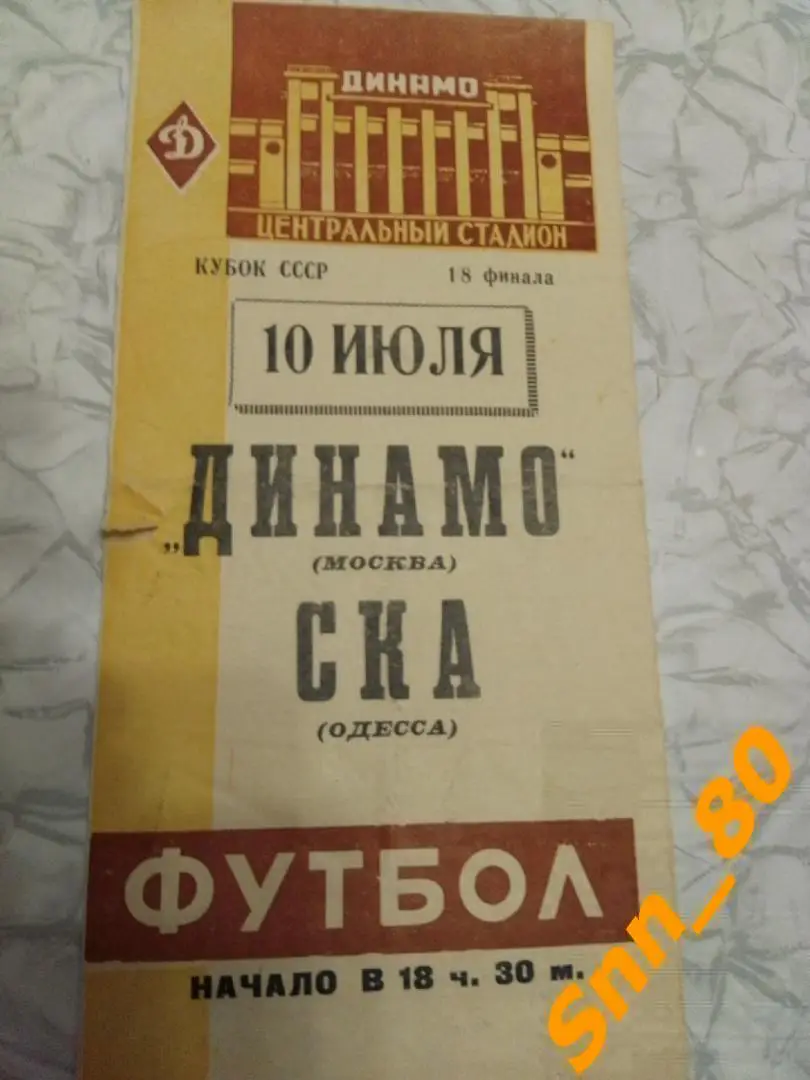 ДИНАМО
Д
ЦЕНТРАЛЬНЫЙ СТАДИОН
КУБОК СССР 18 финала
10 ИЮЛЯ
„ДИНАМО“
(МОСКВА)
СКА
(ОДЕССА)
ФУТБОЛ
НАЧАЛО В 18 ч. 30 м.
Snn_80